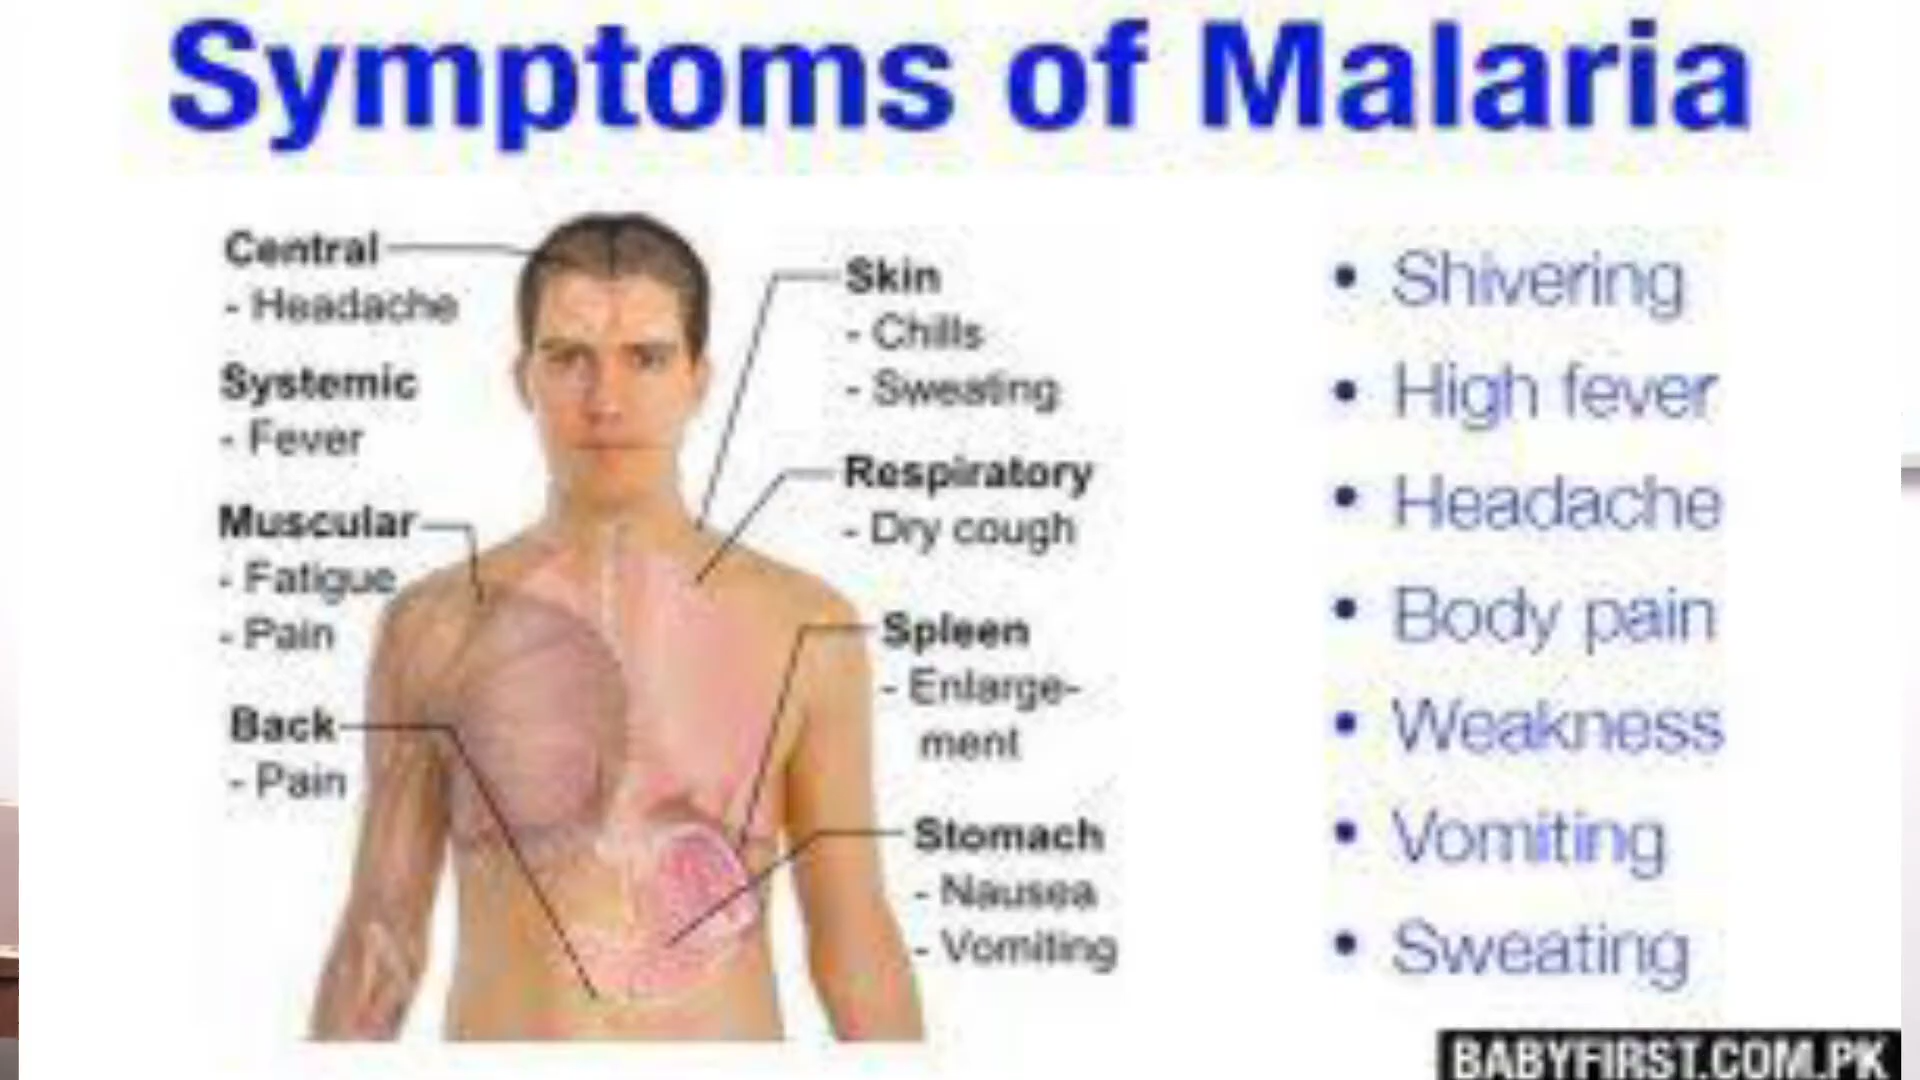 Symptoms of Malaria
Central
- Headache
Systemic
- Fever
Muscular
- Fatigue
- Pain
Back
- Pain
Skin
- Chills
- Sweating
Respiratory
- Dry cough
Spleen
- Enlarge-
ment
Stomach
- Nausea
- Vomiting
• Shivering
• High fever
• Headache
• Body pain
• Weakness
• Vomiting
• Sweating
BABYFIRST.COM.PK